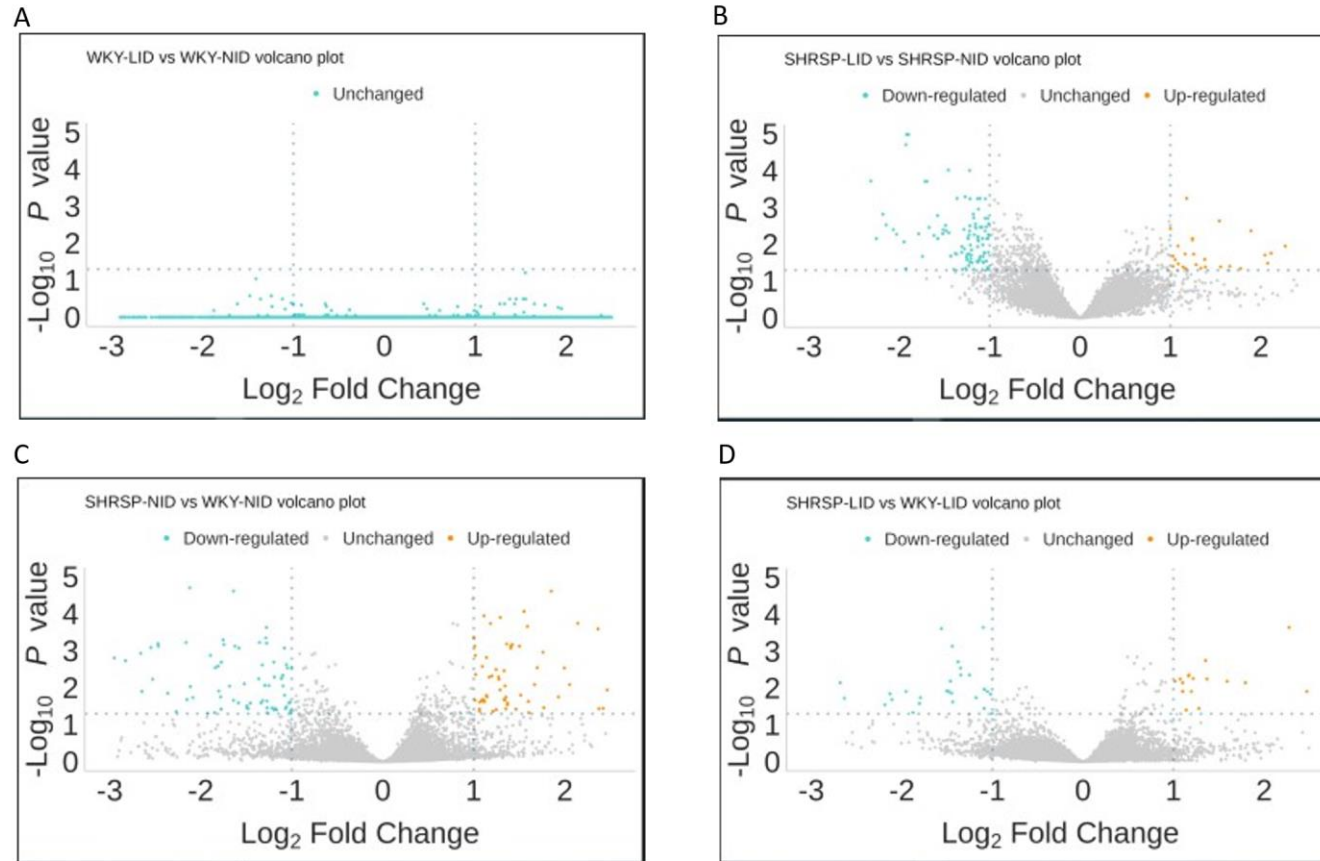 A
WKY-LID vs WKY-NID volcano plot
Unchanged
-Log10 P value
5
4
3
2
1
0
-3 -2 -1 0 1 2
Log2 Fold Change
B
SHRSP-LID vs SHRSP-NID volcano plot
Down-regulated Unchanged Up-regulated
-Log10 P value
5
4
3
2
1
0
-3 -2 -1 0 1 2
Log2 Fold Change
C
SHRSP-NID vs WKY-NID volcano plot
Down-regulated Unchanged Up-regulated
-Log10 P value
5
4
3
2
1
0
-3 -2 -1 0 1 2
Log2 Fold Change
D
SHRSP-LID vs WKY-LID volcano plot
Down-regulated Unchanged Up-regulated
-Log10 P value
5
4
3
2
1
0
-3 -2 -1 0 1 2
Log2 Fold Change